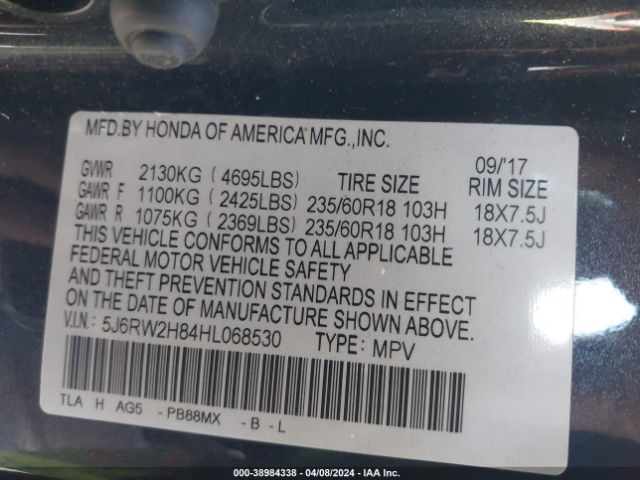 MFD.BY HONDA OF AMERICA MFG.,INC.
09/'17
GVWR 2130KG ( 4695LBS) TIRE SIZE RIM SIZE
GAWR F 1100KG ( 2425LBS) 235/60R18 103H 18X7.5J
GAWR R 1075KG ( 2369LBS) 235/60R18 103H 18X7.5J
THIS VEHICLE CONFORMS TO ALL APPLICABLE
FEDERAL MOTOR VEHICLE SAFETY
AND THEFT PREVENTION STANDARDS IN EFFECT
ON THE DATE OF MANUFACTURE SHOWN ABOVE.
V.I.N.: 5J6RW2H84HL068530 TYPE: MPV
TLA H AG5 - PB88MX - B - L
000-38984338 - 04/08/2024 - IAA Inc.